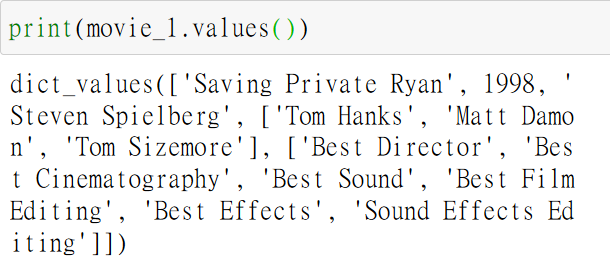 print(movie_1.values())
dict_values(['Saving Private Ryan', 1998, '
Steven Spielberg', ['Tom Hanks', 'Matt Damo
n', 'Tom Sizemore'], ['Best Director', 'Bes
t Cinematography', 'Best Sound', 'Best Film
Editing', 'Best Effects', 'Sound Effects Ed
iting']])